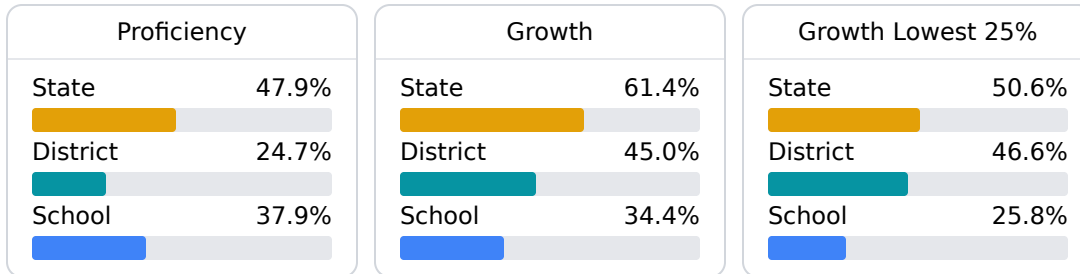 Proficiency
State 47.9%
District 24.7%
School 37.9%
Growth
State 61.4%
District 45.0%
School 34.4%
Growth Lowest 25%
State 50.6%
District 46.6%
School 25.8%